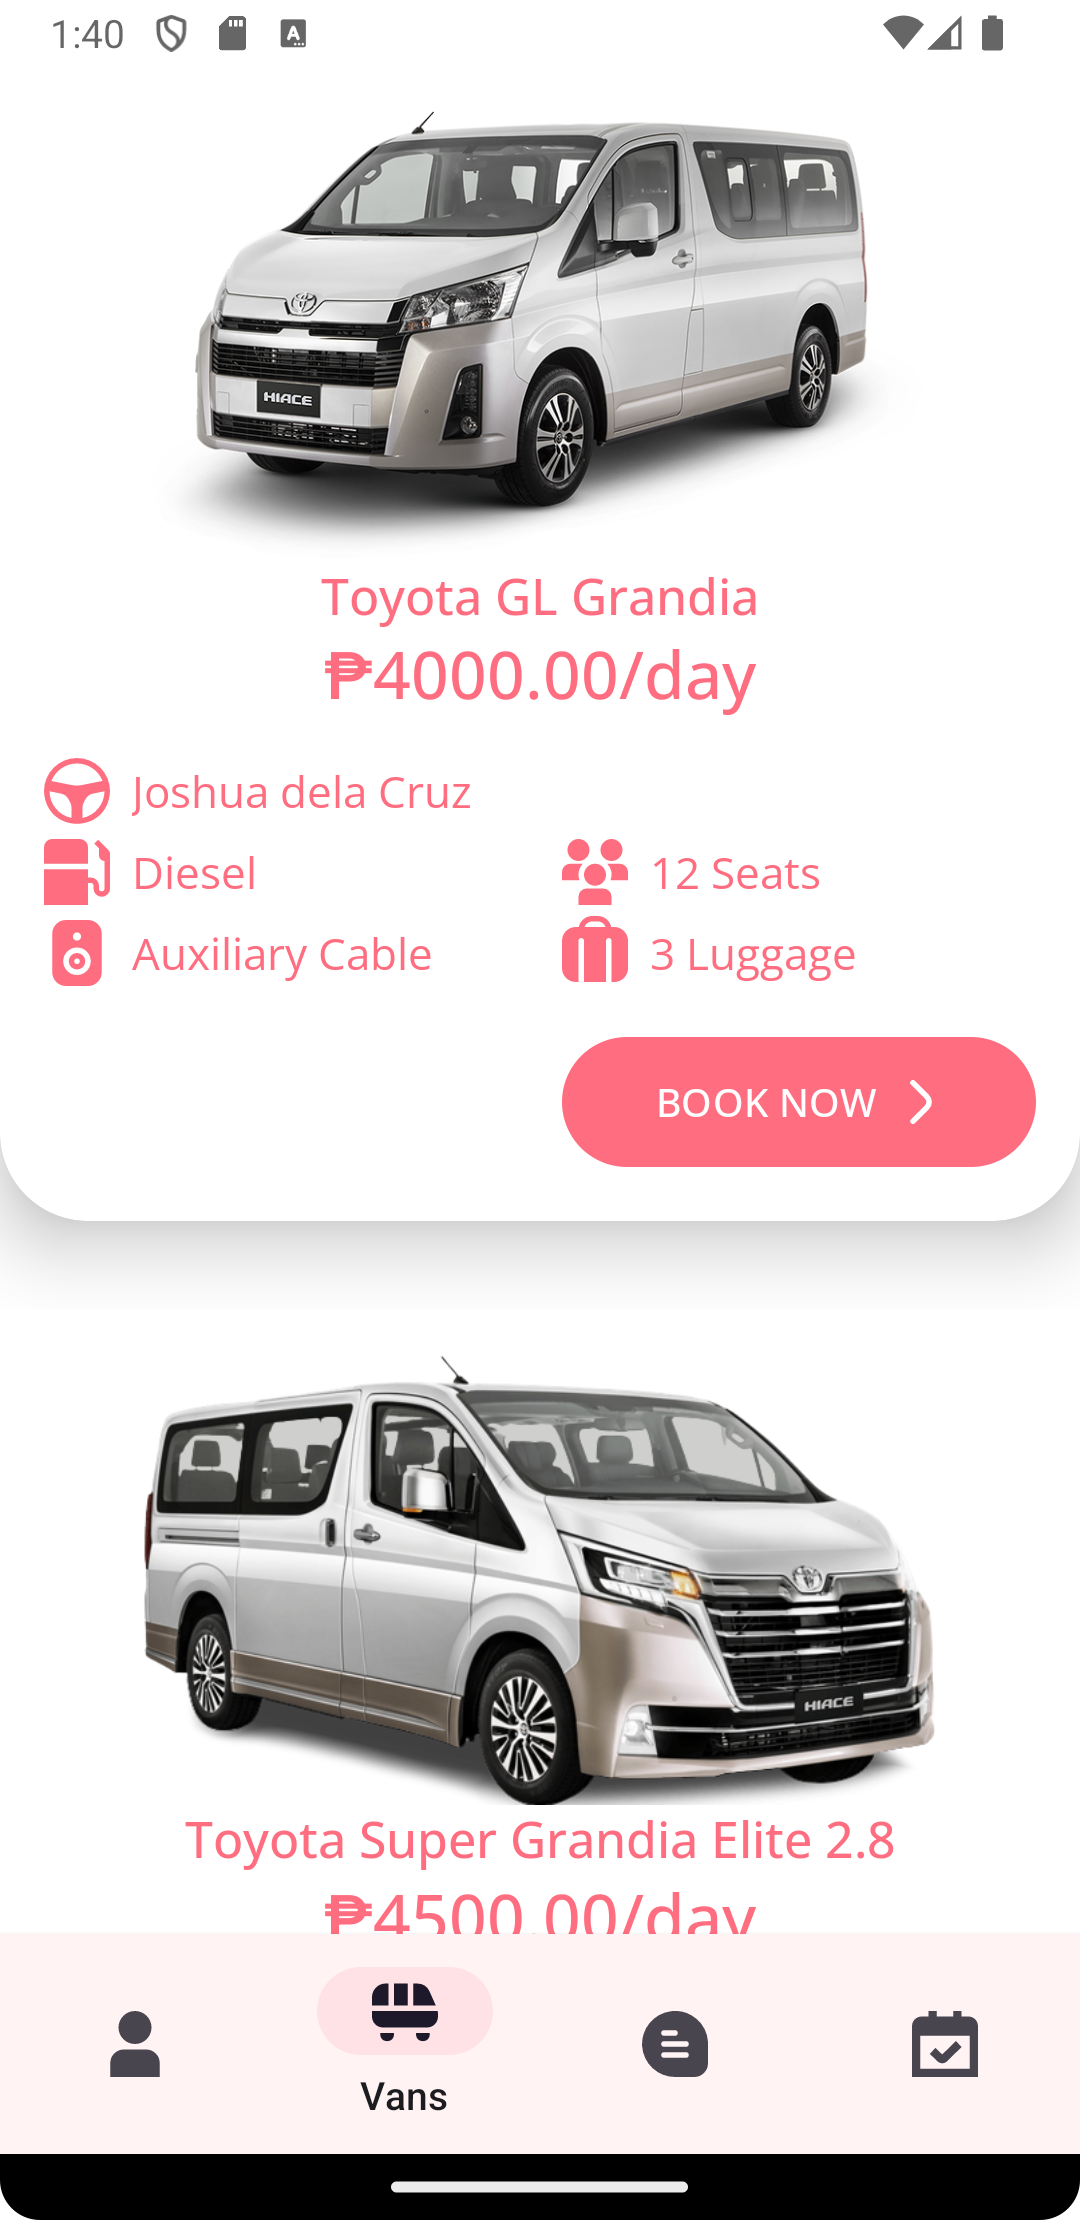 1:40
HIACE
Toyota GL Grandia
₱4000.00/day
Joshua dela Cruz
Diesel
12 Seats
Auxiliary Cable
3 Luggage
BOOK NOW
HIACE
Toyota Super Grandia Elite 2.8
₱4500.00/day
Vans